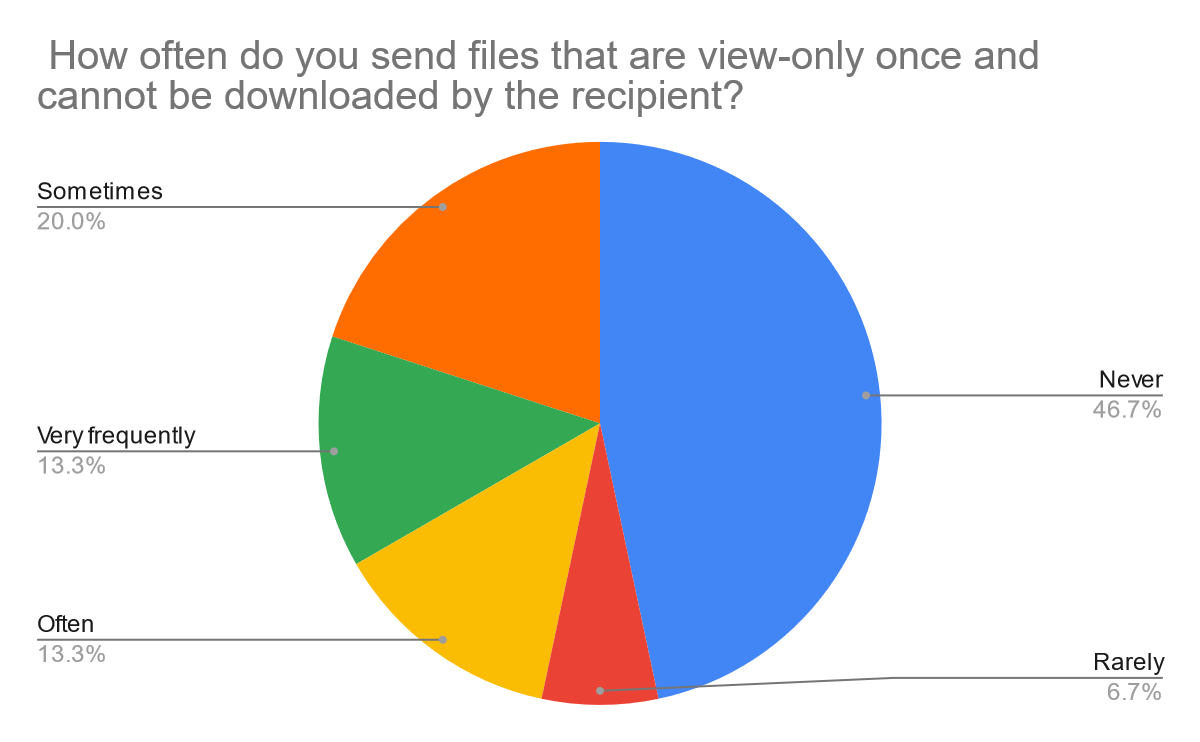 How often do you send files that are view-only once and
cannot be downloaded by the recipient?
Sometimes
20.0%
Never
46.7%
Very frequently
13.3%
Often
13.3%
Rarely
6.7%